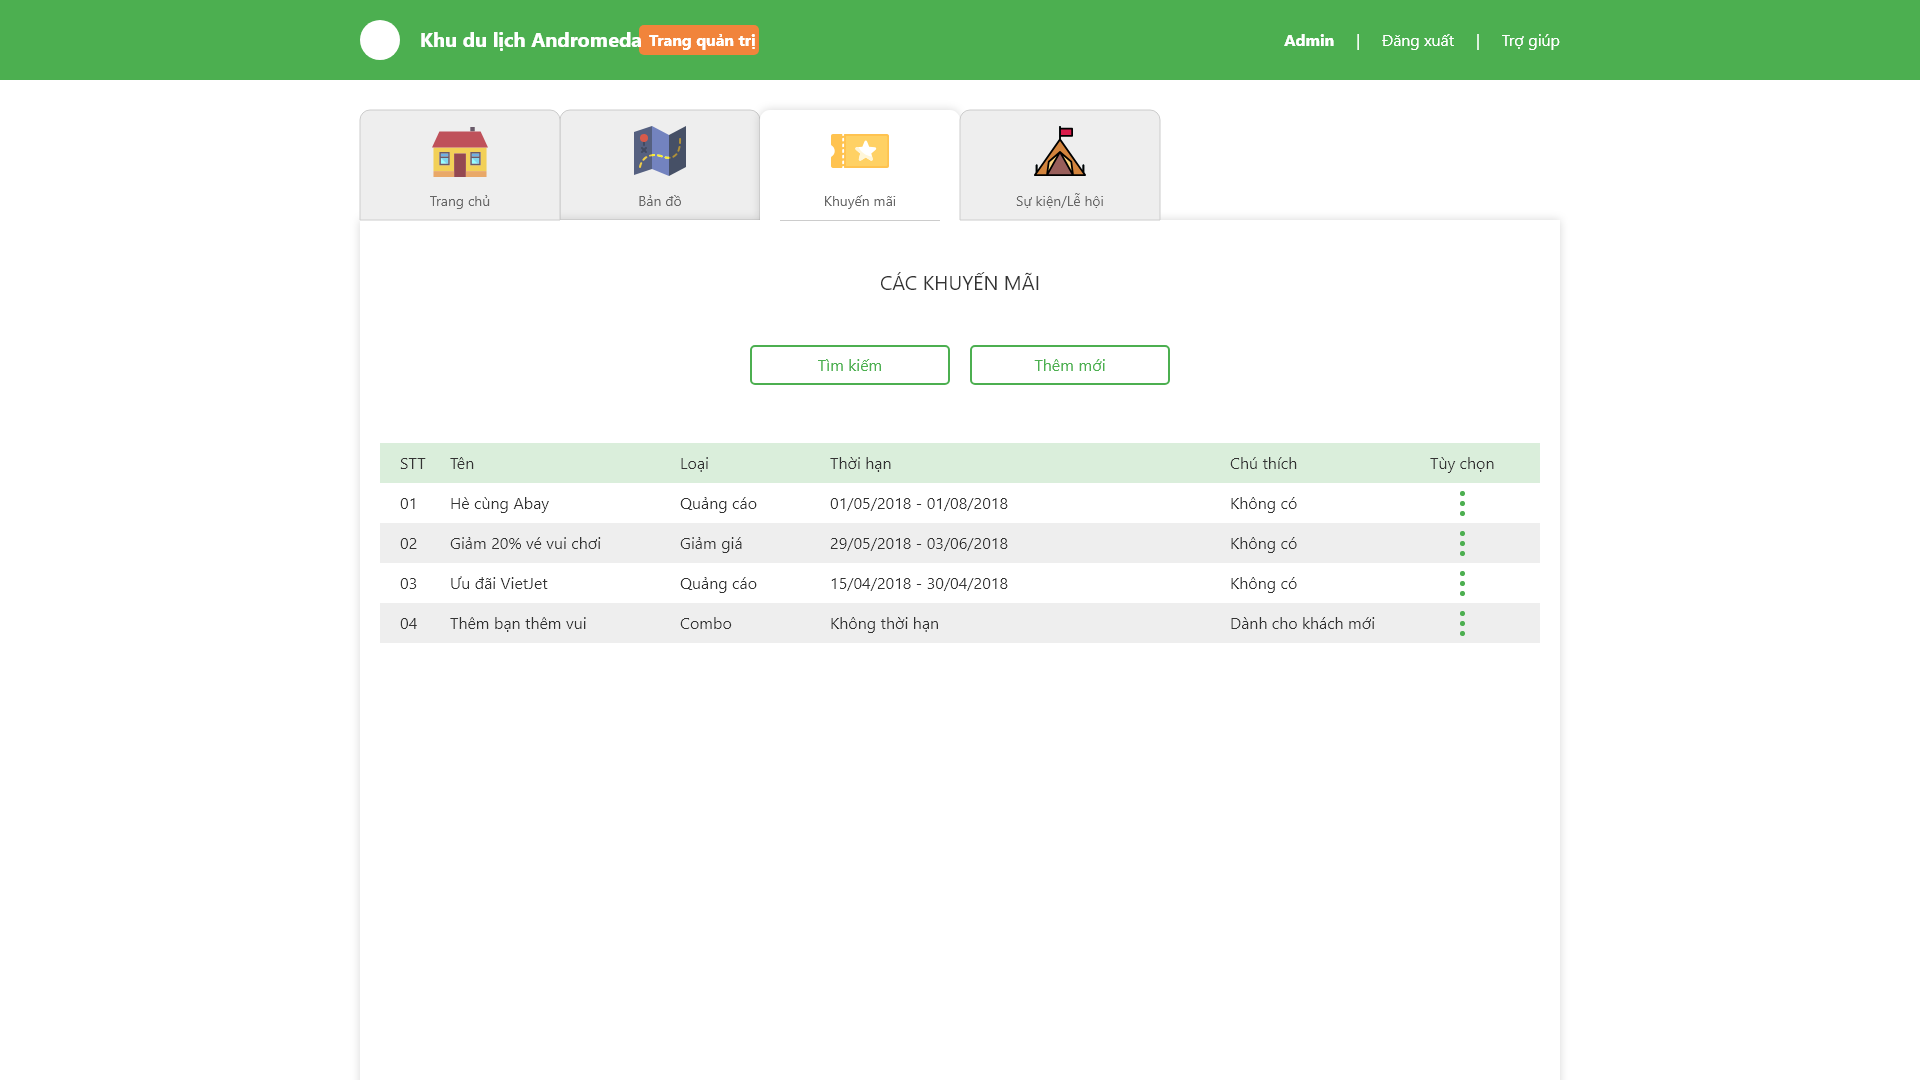 Khu du lịch Andromeda Trang quản trị Admin | Đăng xuất | Trợ giúp
Trang chủ Bản đồ Khuyến mãi Sự kiện/Lễ hội
CÁC KHUYẾN MÃI
Tìm kiếm Thêm mới
STT Tên Loại Thời hạn Chú thích Tùy chọn
01 Hè cùng Abay Quảng cáo 01/05/2018 - 01/08/2018 Không có
02 Giảm 20% vé vui chơi Giảm giá 29/05/2018 - 03/06/2018 Không có
03 Ưu đãi VietJet Quảng cáo 15/04/2018 - 30/04/2018 Không có
04 Thêm bạn thêm vui Combo Không thời hạn Dành cho khách mới